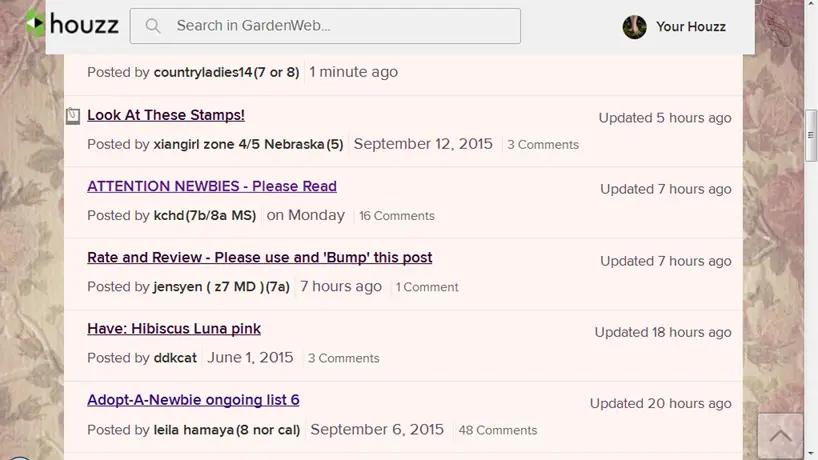 houzz
Search in GardenWeb...
Your Houzz
Posted by countryladies14(7 or 8) 1 minute ago
Look At These Stamps! Updated 5 hours ago
Posted by xiangirl zone 4/5 Nebraska(5) September 12, 2015 3 Comments
ATTENTION NEWBIES - Please Read Updated 7 hours ago
Posted by kchd(7b/8a MS) on Monday 16 Comments
Rate and Review - Please use and 'Bump' this post Updated 7 hours ago
Posted by jensyen ( z7 MD )(7a) 7 hours ago 1 Comment
Have: Hibiscus Luna pink Updated 18 hours ago
Posted by ddkcat June 1, 2015 3 Comments
Adopt-A-Newbie ongoing list 6 Updated 20 hours ago
Posted by leila hamaya(8 nor cal) September 6, 2015 48 Comments